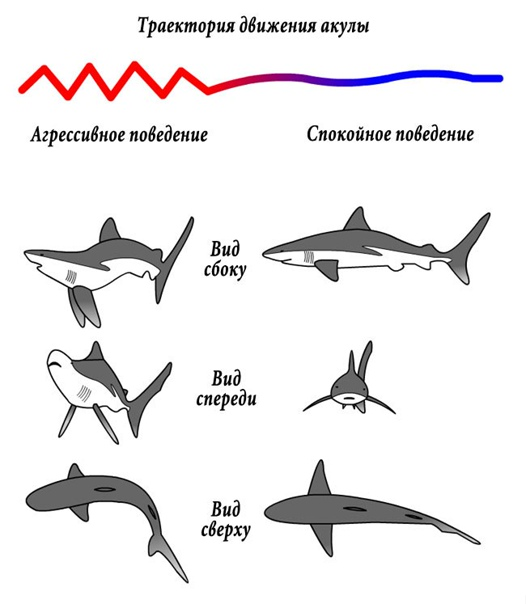 Траектория движения акулы
Агрессивное поведение
Спокойное поведение
Вид
сбоку
Вид
спереди
Вид
сверху